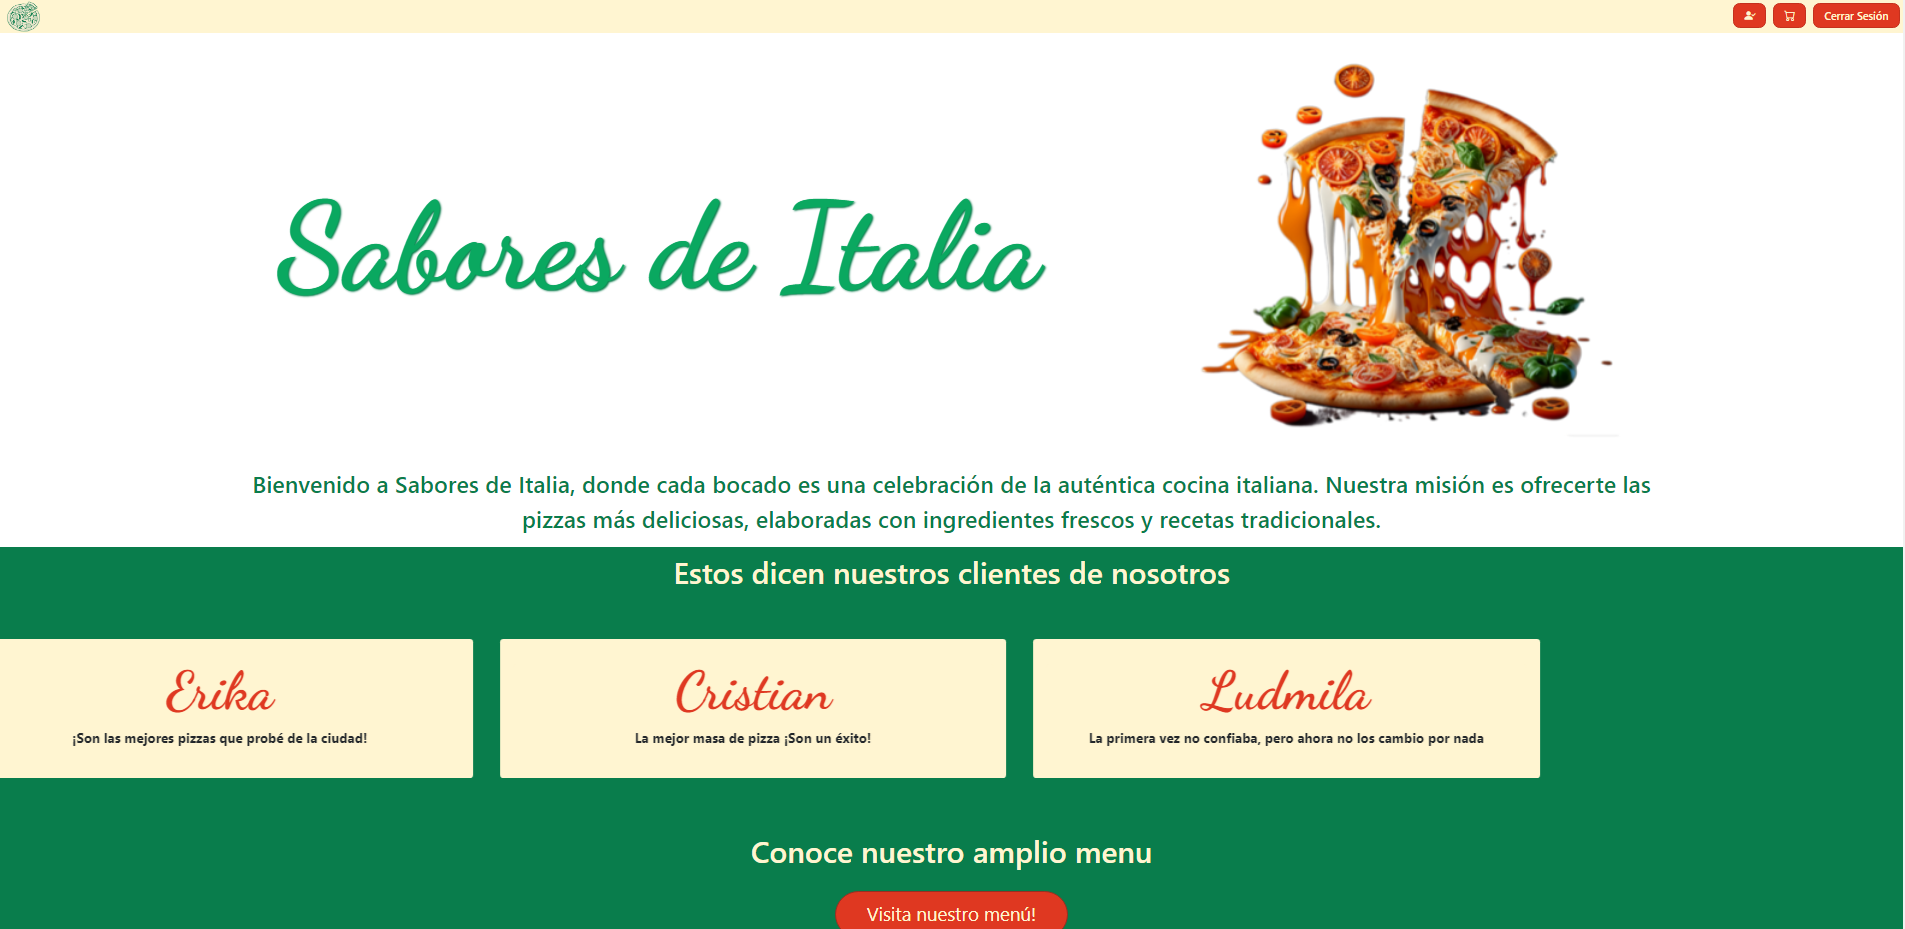 Cerrar Sesión
Sabores de Italia
Bienvenido a Sabores de Italia, donde cada bocado es una celebración de la auténtica cocina italiana. Nuestra misión es ofrecerte las
pizzas más deliciosas, elaboradas con ingredientes frescos y recetas tradicionales.
Estos dicen nuestros clientes de nosotros
Erika
¡Son las mejores pizzas que probé de la ciudad!
Cristian
La mejor masa de pizza ¡Son un éxito!
Ludmila
La primera vez no confiaba, pero ahora no los cambio por nada
Conoce nuestro amplio menu
Visita nuestro menú!